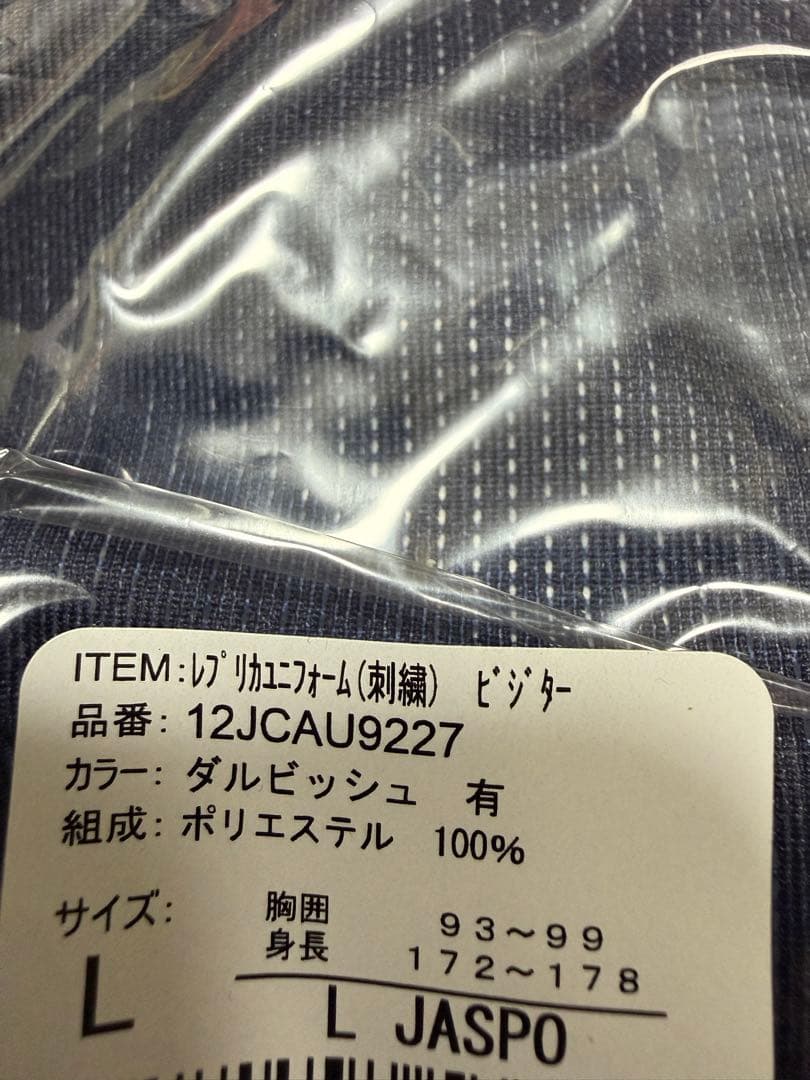 ITEM:ﾚﾌﾟﾘｶﾕﾆﾌｫｰﾑ(刺繍) ﾋﾞｼﾞﾀｰ
品番: 12JCAU9227
カラー: ダルビッシュ 有
組成: ポリエステル 100%
サイズ: 胸囲 93～99
身長 172～178
L
L JASPO